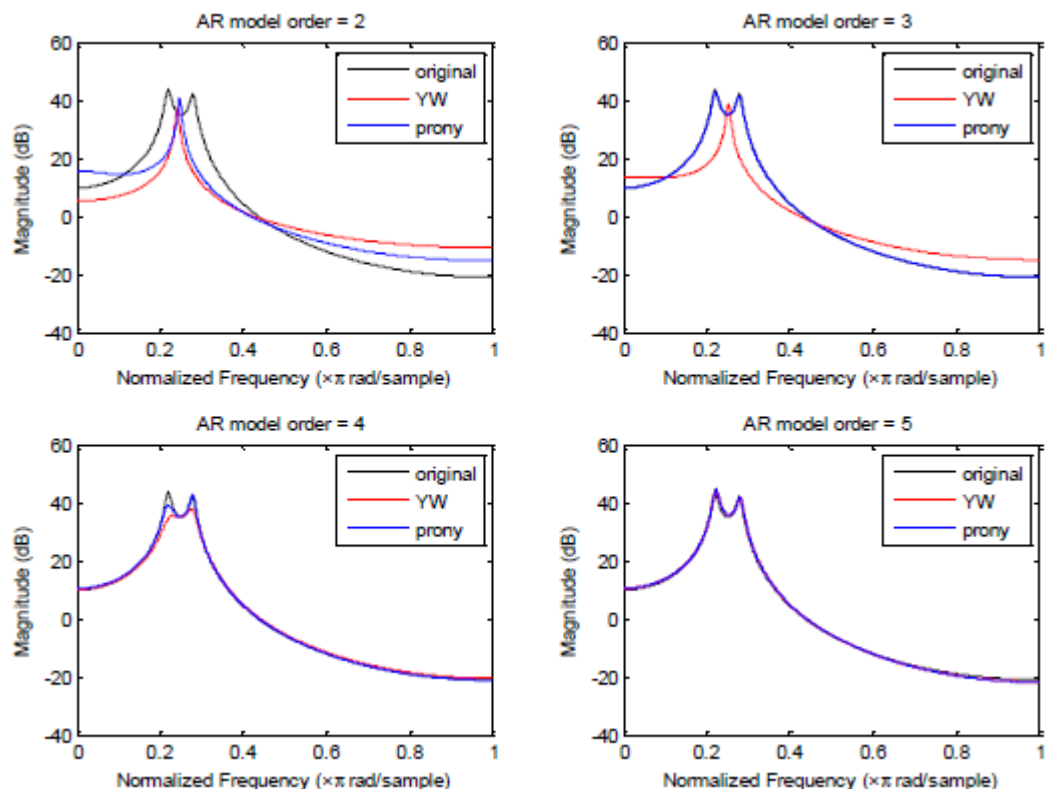 AR model order = 2
60
40
20
0
-20
-40
Magnitude (dB)
original
YW
prony
0 0.2 0.4 0.6 0.8 1
Normalized Frequency (×π rad/sample)
AR model order = 3
60
40
20
0
-20
-40
Magnitude (dB)
original
YW
prony
0 0.2 0.4 0.6 0.8 1
Normalized Frequency (×π rad/sample)
AR model order = 4
60
40
20
0
-20
-40
Magnitude (dB)
original
YW
prony
0 0.2 0.4 0.6 0.8 1
Normalized Frequency (×π rad/sample)
AR model order = 5
60
40
20
0
-20
-40
Magnitude (dB)
original
YW
prony
0 0.2 0.4 0.6 0.8 1
Normalized Frequency (×π rad/sample)